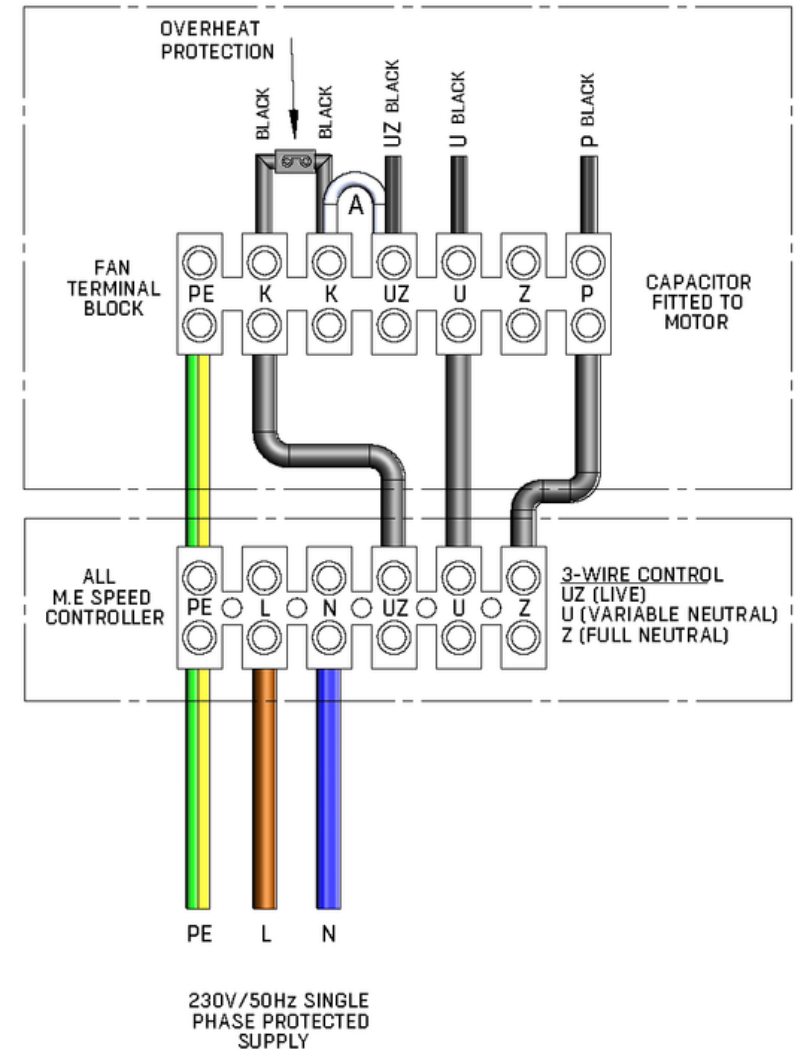 OVERHEAT
PROTECTION
BLACK
BLACK
UZ BLACK
U BLACK
P BLACK
A
FAN
TERMINAL
BLOCK
PE K K UZ U Z P
CAPACITOR
FITTED TO
MOTOR
ALL
M.E SPEED
CONTROLLER
PE L N UZ U Z
3-WIRE CONTROL
UZ (LIVE)
U (VARIABLE NEUTRAL)
Z (FULL NEUTRAL)
PE L N
230V/50Hz SINGLE
PHASE PROTECTED
SUPPLY